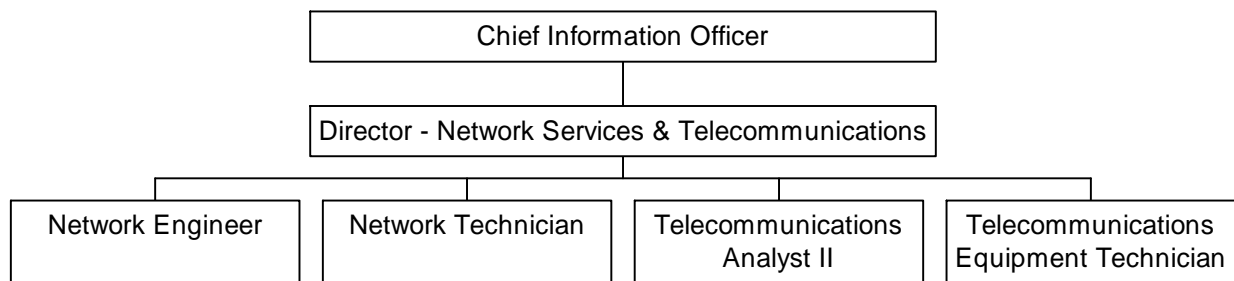 Chief Information Officer
Director - Network Services & Telecommunications
Network Engineer
Network Technician
Telecommunications
Analyst II
Telecommunications
Equipment Technician